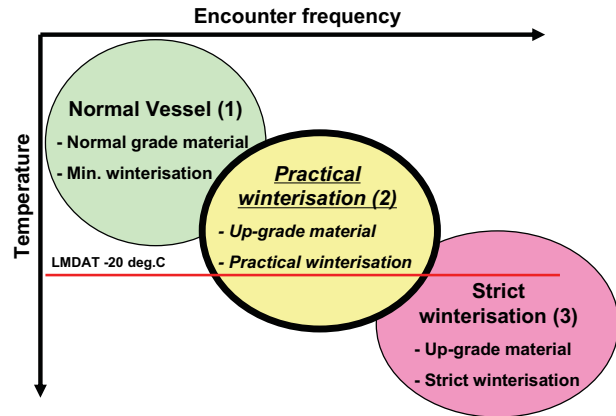 Encounter frequency
Temperature
Normal Vessel (1)
- Normal grade material
- Min. winterisation
Practical
winterisation (2)
- Up-grade material
- Practical winterisation
LMDAT -20 deg.C
Strict
winterisation (3)
- Up-grade material
- Strict winterisation